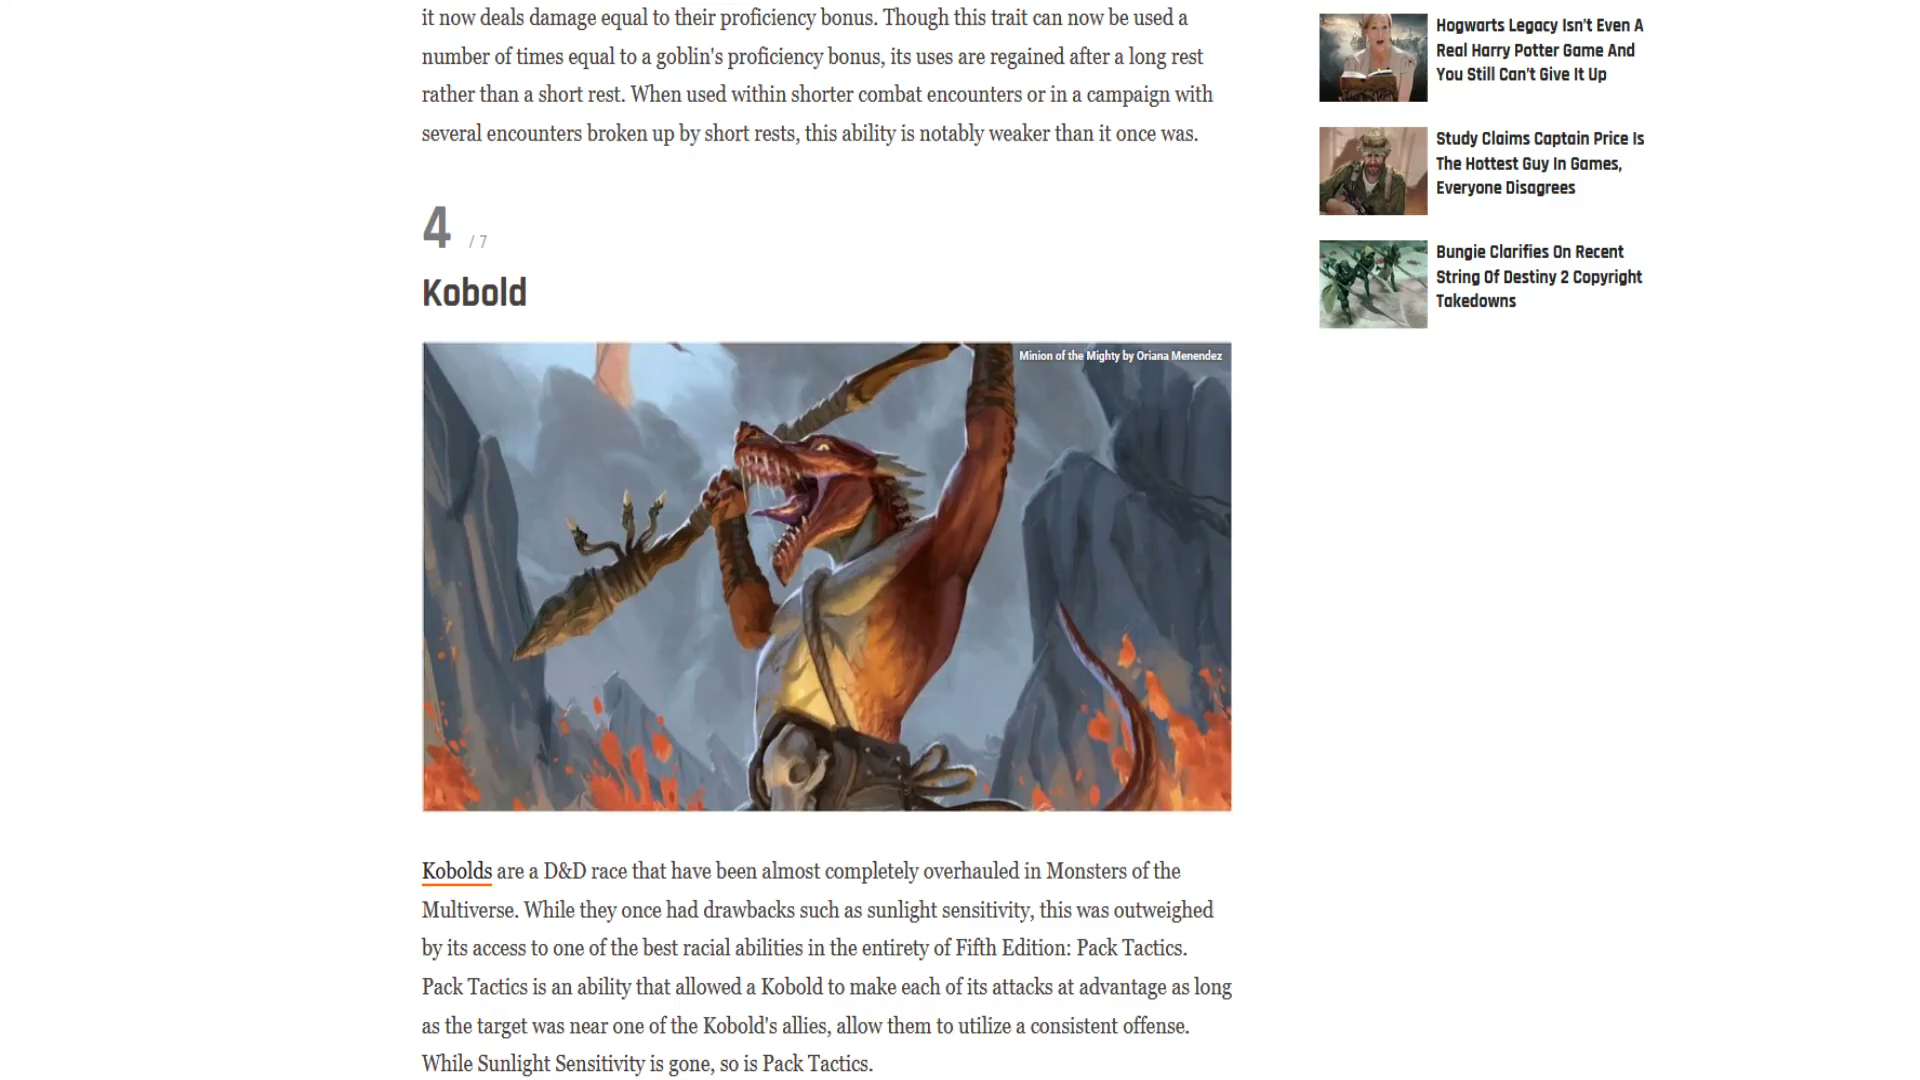 it now deals damage equal to their proficiency bonus. Though this trait can now be used a
number of times equal to a goblin's proficiency bonus, its uses are regained after a long rest
rather than a short rest. When used within shorter combat encounters or in a campaign with
several encounters broken up by short rests, this ability is notably weaker than it once was.
4 / 7
Kobold
Minion of the Mighty by Oriana Menendez
Kobolds are a D&D race that have been almost completely overhauled in Monsters of the
Multiverse. While they once had drawbacks such as sunlight sensitivity, this was outweighed
by its access to one of the best racial abilities in the entirety of Fifth Edition: Pack Tactics.
Pack Tactics is an ability that allowed a Kobold to make each of its attacks at advantage as long
as the target was near one of the Kobold's allies, allow them to utilize a consistent offense.
While Sunlight Sensitivity is gone, so is Pack Tactics.
Hogwarts Legacy Isn't Even A
Real Harry Potter Game And
You Still Can't Give It Up
Study Claims Captain Price Is
The Hottest Guy In Games,
Everyone Disagrees
Bungie Clarifies On Recent
String Of Destiny 2 Copyright
Takedowns